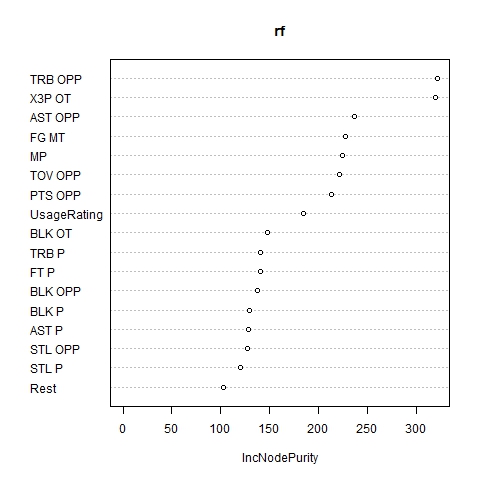 rf
TRB OPP
X3P OT
AST OPP
FG MT
MP
TOV OPP
PTS OPP
UsageRating
BLK OT
TRB P
FT P
BLK OPP
BLK P
AST P
STL OPP
STL P
Rest
0 50 100 150 200 250 300
IncNodePurity